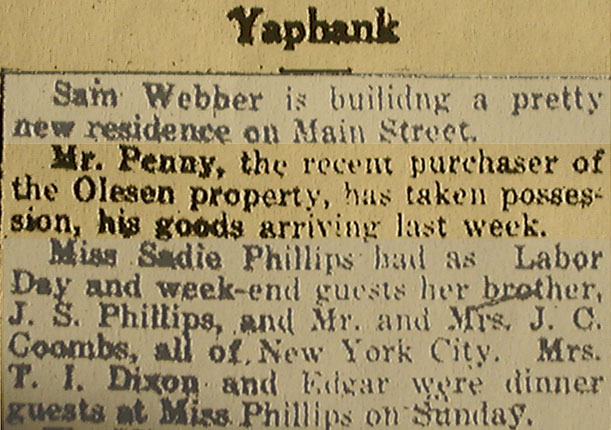 Yaphank
Sam Webber is builidng a pretty
new residence on Main Street.
Mr. Penny, the recent purchaser of
the Olesen property, has taken posses-
sion, his goods arriving last week.
Miss Sadie Phillips had as Labor
Day and week-end guests her brother,
J. S. Phillips, and Mr. and Mrs. J. C.
Coombs, all of New York City. Mrs.
T. I. Dixon and Edgar were dinner
guests at Miss Phillips on Sunday.